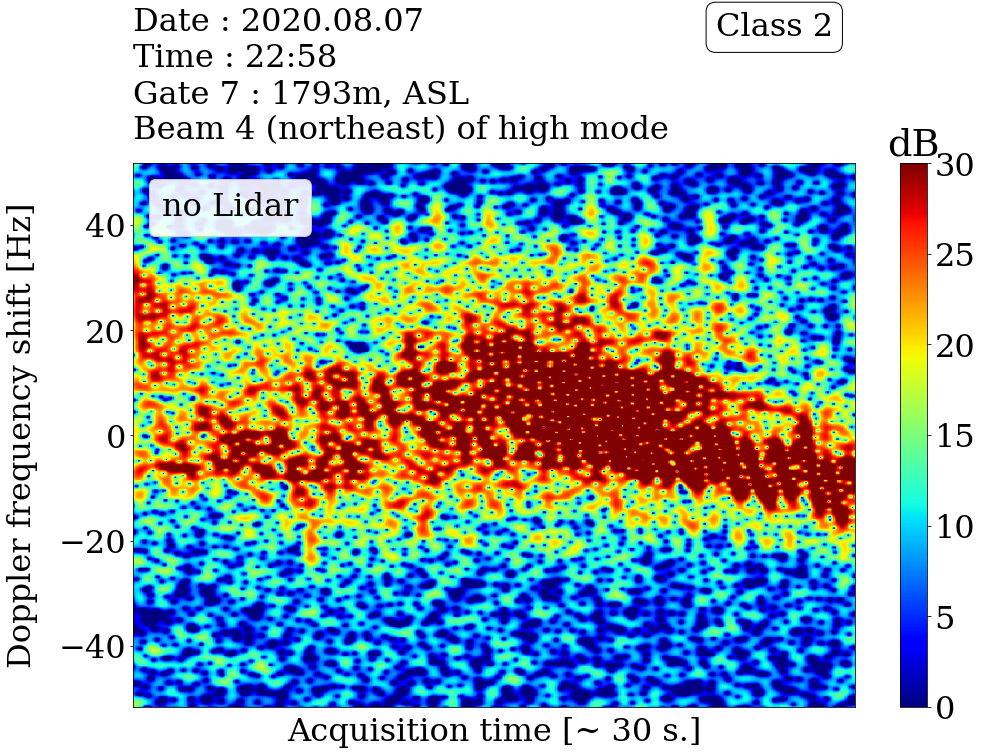 Date : 2020.08.07
Time : 22:58
Gate 7 : 1793m, ASL
Beam 4 (northeast) of high mode
Class 2
dB
no Lidar
Doppler frequency shift [Hz]
40
20
0
−20
−40
30
25
20
15
10
5
0
Acquisition time [~ 30 s.]